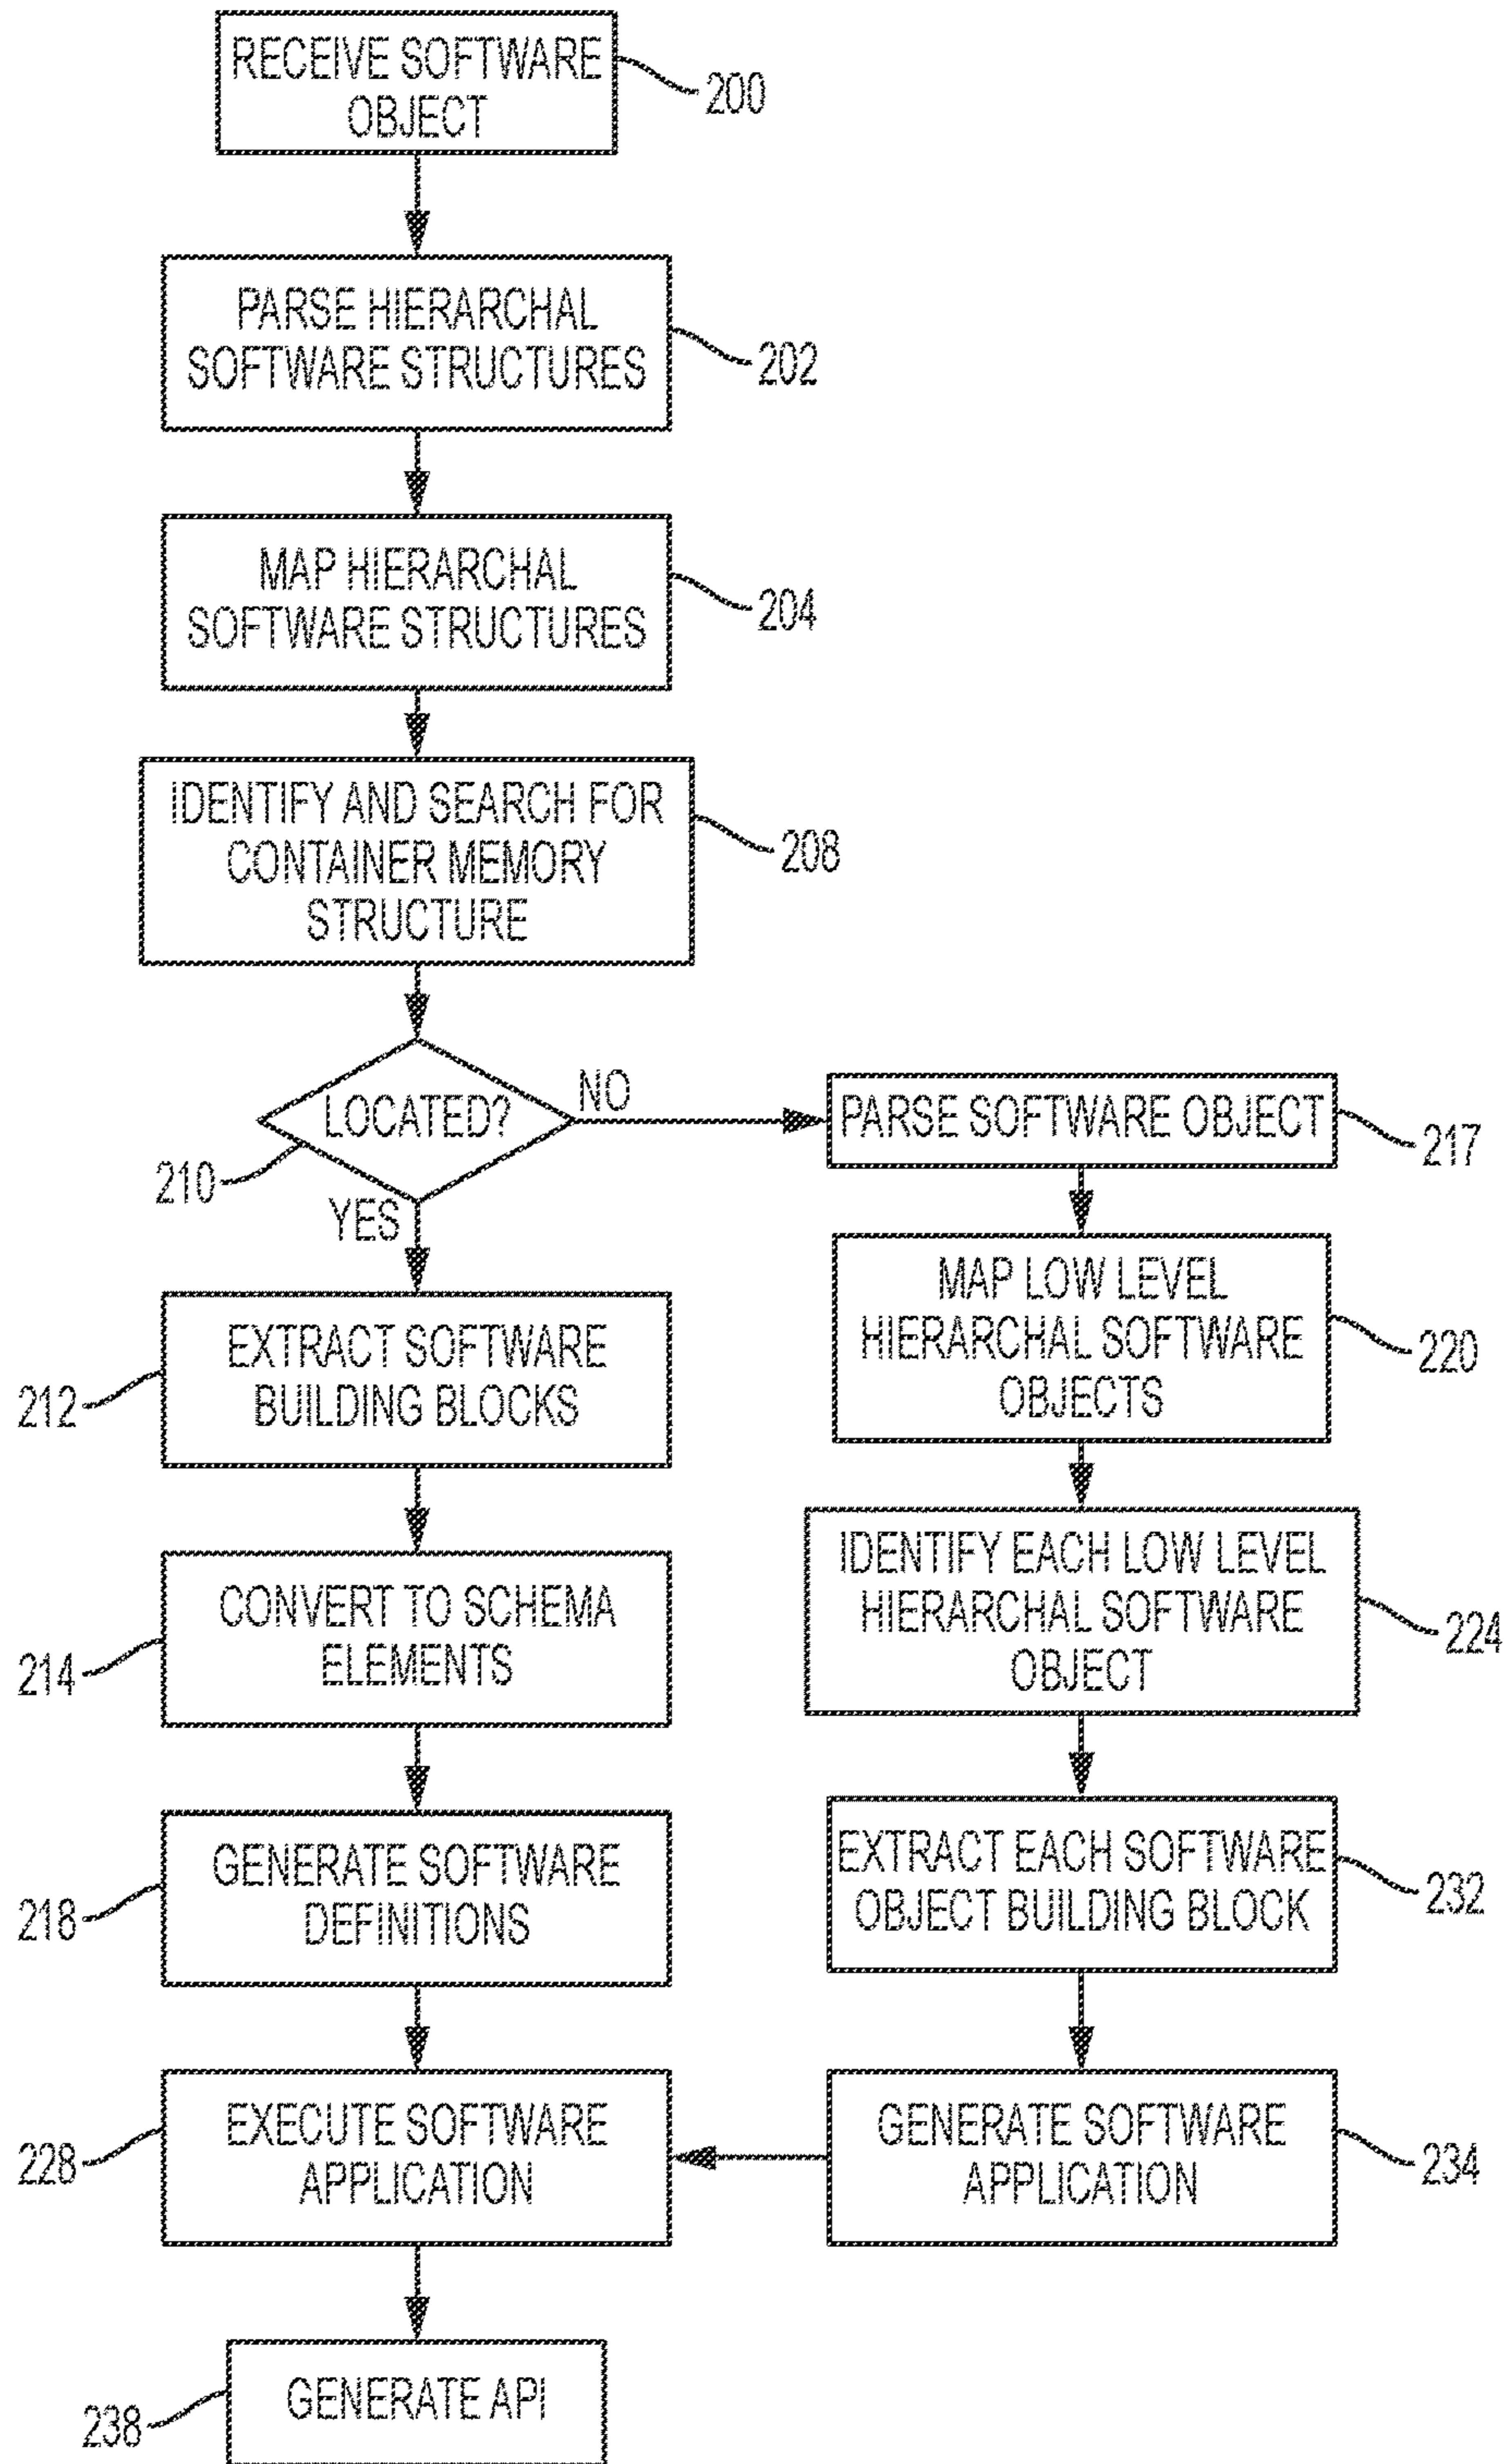 RECEIVE SOFTWARE
OBJECT
200
PARSE HIERARCHAL
SOFTWARE STRUCTURES
202
MAP HIERARCHAL
SOFTWARE STRUCTURES
204
IDENTIFY AND SEARCH FOR
CONTAINER MEMORY
STRUCTURE
208
LOCATED?
210
NO
YES
PARSE SOFTWARE OBJECT
217
MAP LOW LEVEL
HIERARCHAL SOFTWARE
OBJECTS
220
EXTRACT SOFTWARE
BUILDING BLOCKS
212
IDENTIFY EACH LOW LEVEL
HIERARCHAL SOFTWARE
OBJECT
224
CONVERT TO SCHEMA
ELEMENTS
214
EXTRACT EACH SOFTWARE
OBJECT BUILDING BLOCK
232
GENERATE SOFTWARE
DEFINITIONS
218
GENERATE SOFTWARE
APPLICATION
234
EXECUTE SOFTWARE
APPLICATION
228
GENERATE API
238